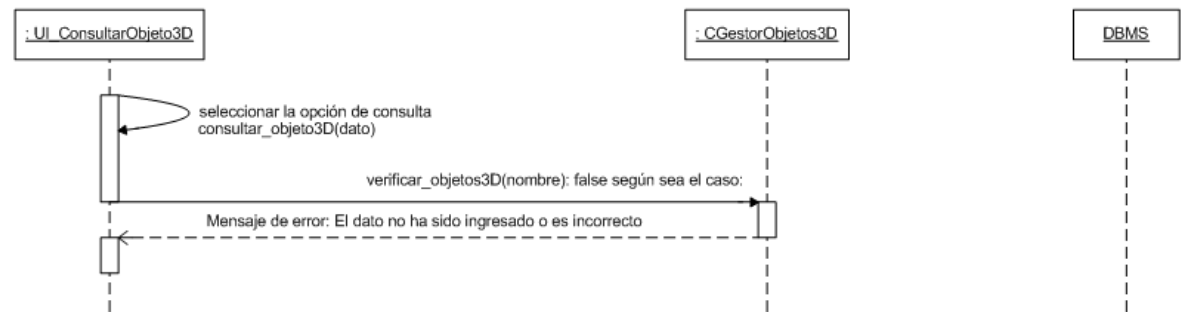 : UI_ConsultarObjeto3D
: CGestorObjetos3D
DBMS
seleccionar la opción de consulta
consultar_objeto3D(dato)
verificar_objetos3D(nombre): false según sea el caso:
Mensaje de error: El dato no ha sido ingresado o es incorrecto